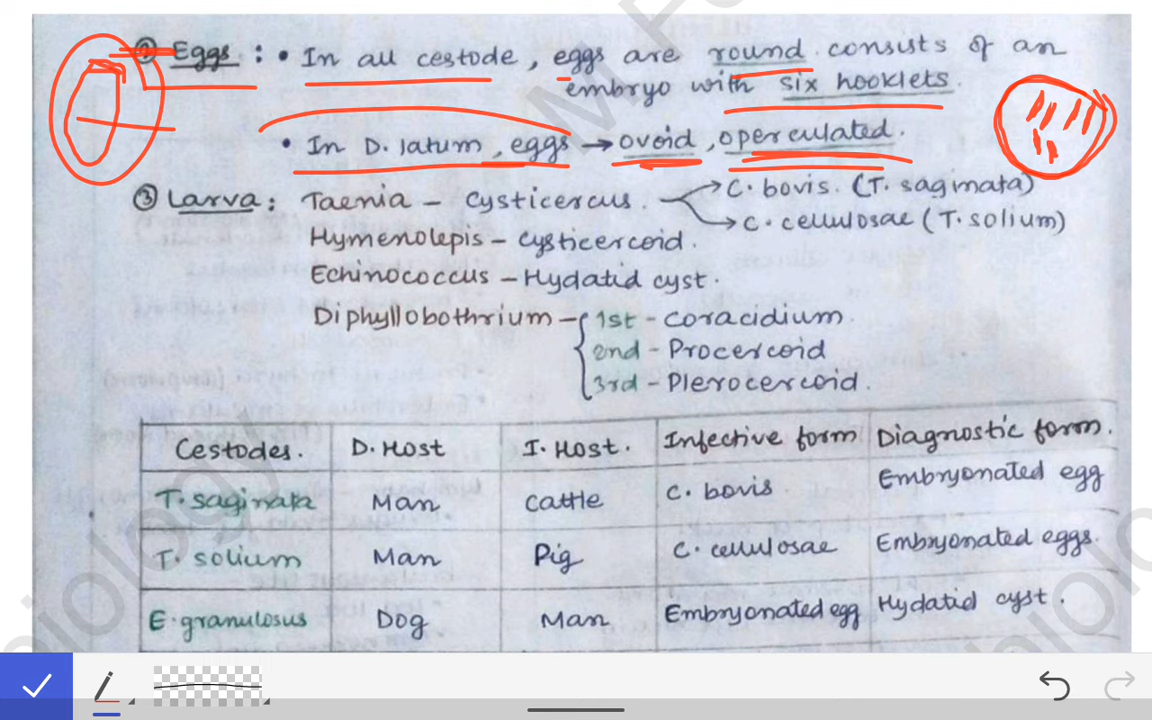 ② Eggs : • In all cestode, eggs are round consists of an
embryo with six hooklets.
• In D. latum, eggs → ovoid, operculated.
③ Larva : Taenia - Cysticercus. → C. bovis. (T. saginata)
→ C. cellulosae (T. solium)
Hymenolepis - Cysticercoid.
Echinococcus - Hydatid cyst.
Diphyllobothrium - { 1st - Coracidium.
2nd - Procercoid
3rd - Plerocercoid.
Cestodes. D. Host I. Host. Infective form Diagnostic form.
T. saginata Man Cattle C. bovis Embryonated egg
T. solium Man Pig C. cellulosae Embryonated eggs.
E. granulosus Dog Man Embryonated egg Hydatid cyst.